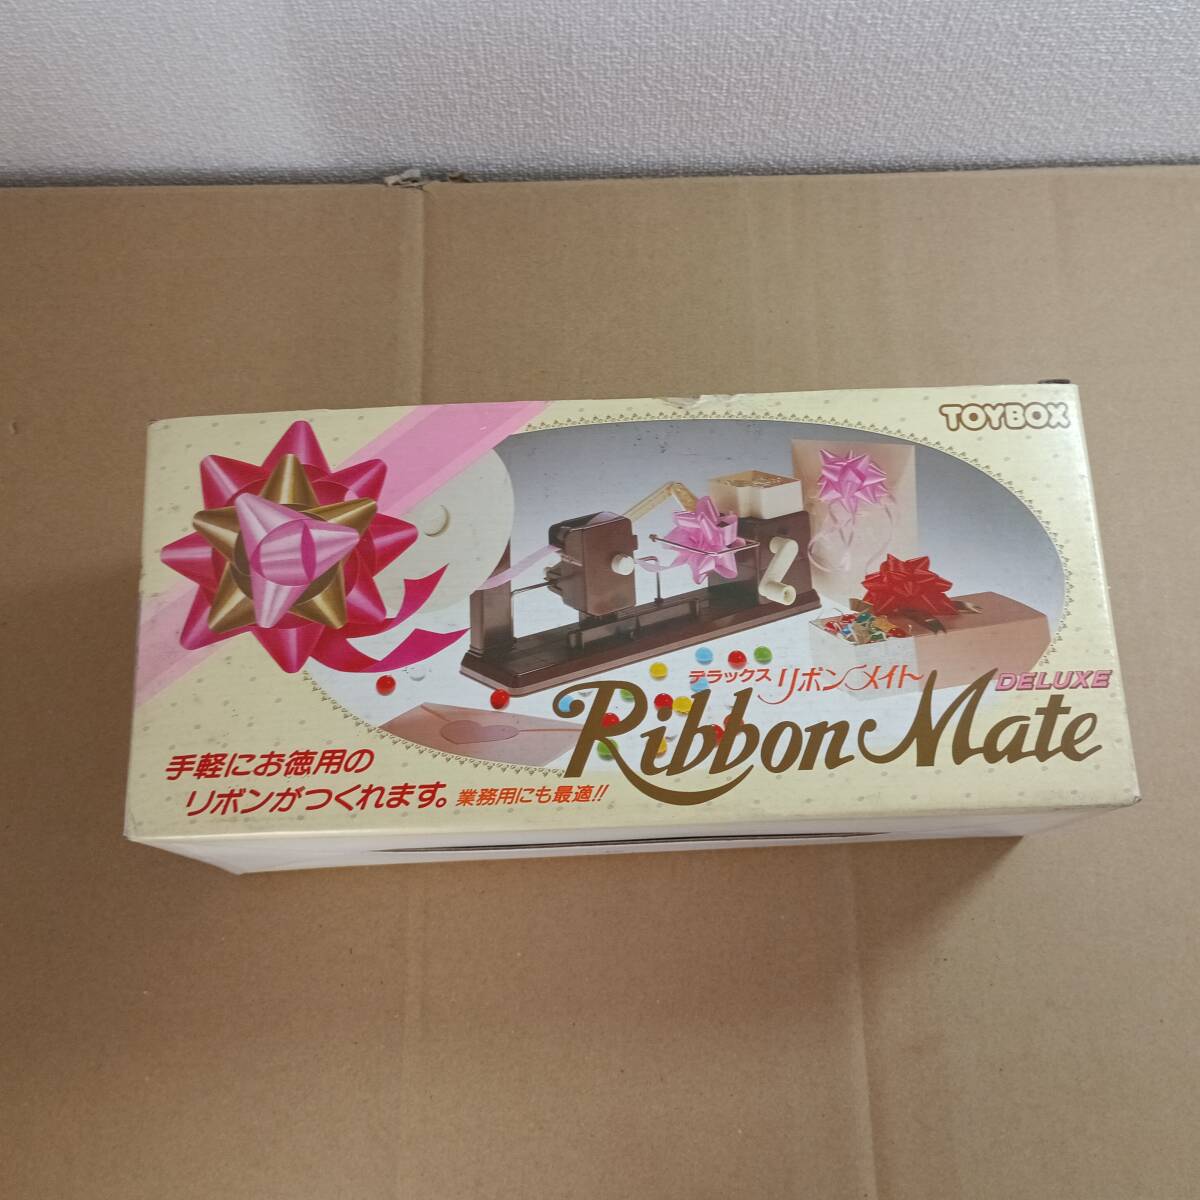 TOYBOX
デラックス リボンメイト
DELUXE
Ribbon Mate
手軽にお徳用の
リボンがつくれます。
業務用にも最適!!